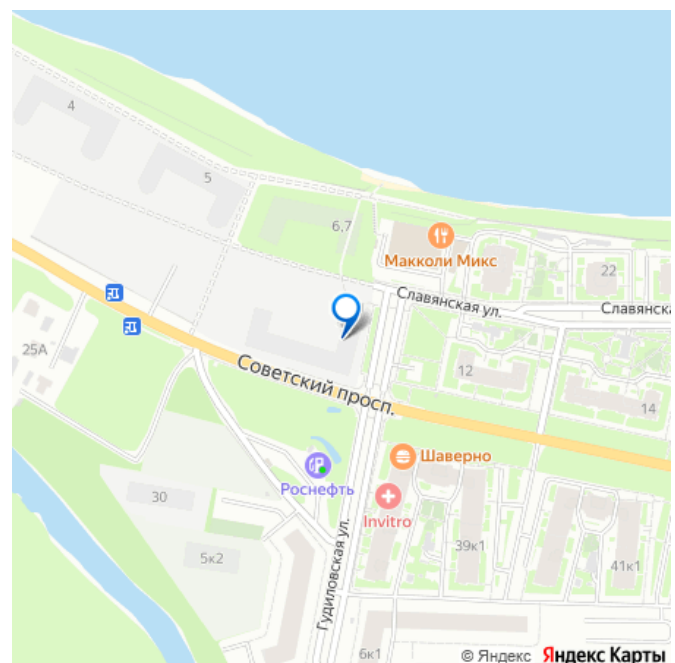 4
5
6,7
Макколи Микс
22
Славянская ул.
Славянска
25А
Советский просп.
12
14
Шаверно
Роснефть
Invitro
30
39к1
5к2
41к1
Гудиловская ул.
6к1
© Яндекс Яндекс Карты